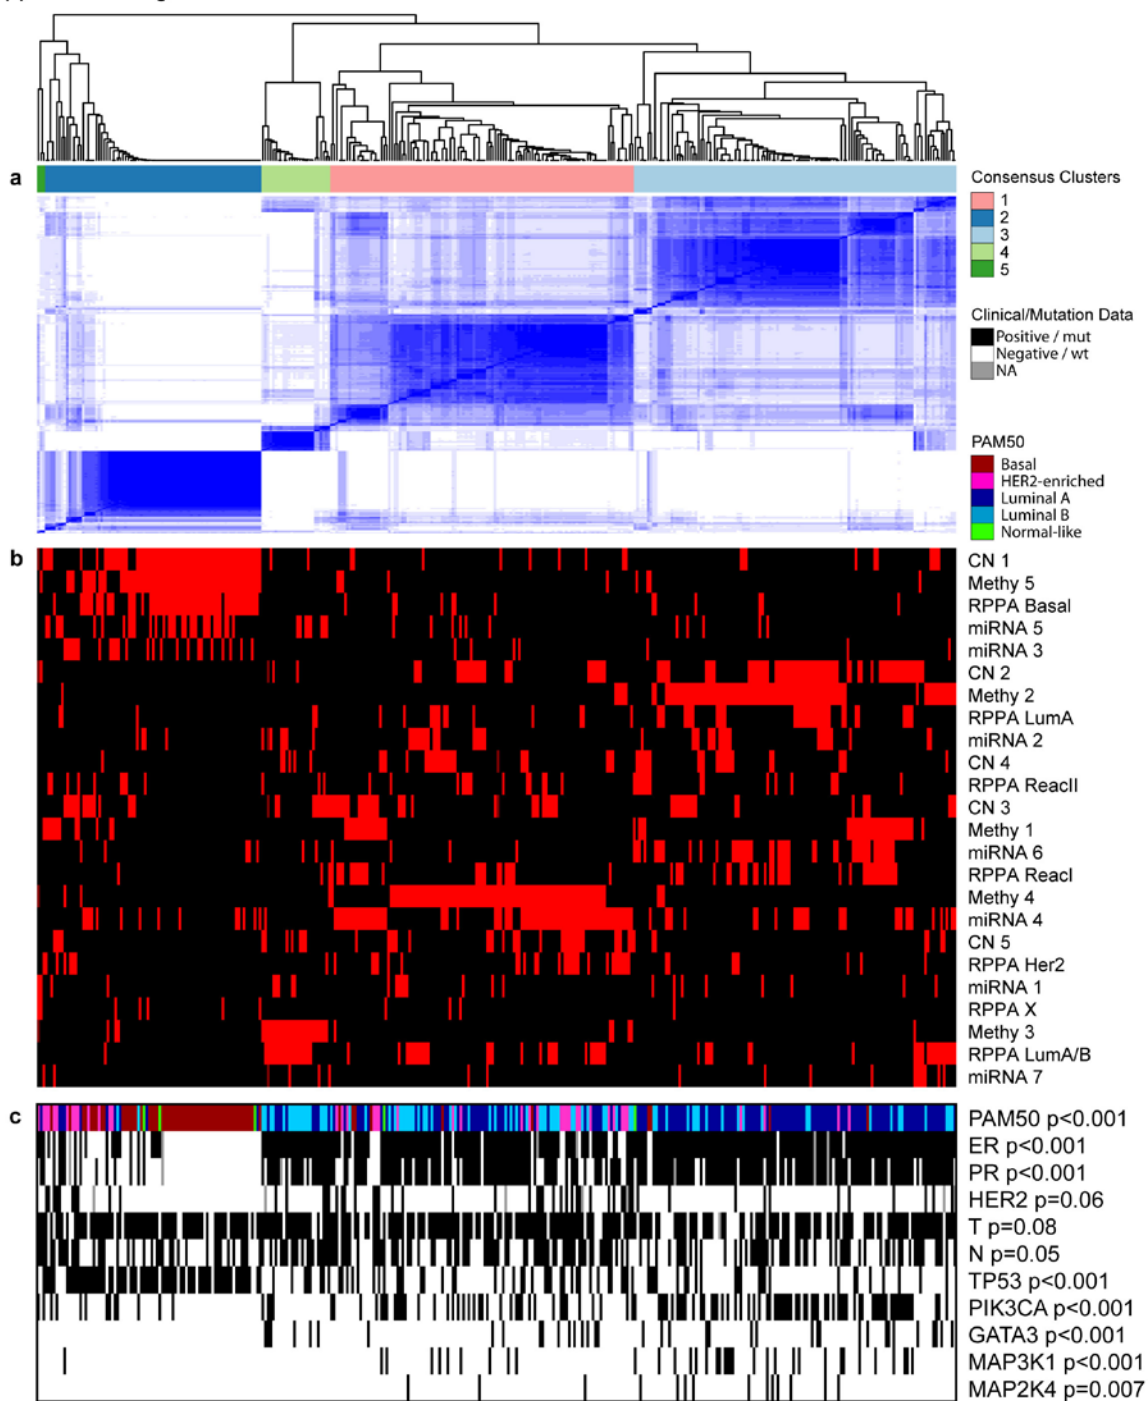 a
Consensus Clusters
1
2
3
4
5
Clinical/Mutation Data
Positive / mut
Negative / wt
NA
PAM50
Basal
HER2-enriched
Luminal A
Luminal B
Normal-like
b
CN 1
Methy 5
RPPA Basal
miRNA 5
miRNA 3
CN 2
Methy 2
RPPA LumA
miRNA 2
CN 4
RPPA ReacII
CN 3
Methy 1
miRNA 6
RPPA ReacI
Methy 4
miRNA 4
CN 5
RPPA Her2
miRNA 1
RPPA X
Methy 3
RPPA LumA/B
miRNA 7
c
PAM50 p<0.001
ER p<0.001
PR p<0.001
HER2 p=0.06
T p=0.08
N p=0.05
TP53 p<0.001
PIK3CA p<0.001
GATA3 p<0.001
MAP3K1 p<0.001
MAP2K4 p=0.007